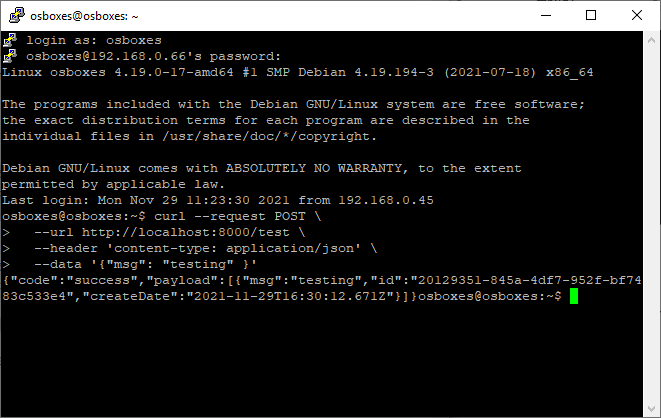 osboxes@osboxes: ~
login as: osboxes
osboxes@192.168.0.66's password:
Linux osboxes 4.19.0-17-amd64 #1 SMP Debian 4.19.194-3 (2021-07-18) x86_64
The programs included with the Debian GNU/Linux system are free software;
the exact distribution terms for each program are described in the
individual files in /usr/share/doc/*/copyright.
Debian GNU/Linux comes with ABSOLUTELY NO WARRANTY, to the extent
permitted by applicable law.
Last login: Mon Nov 29 11:23:30 2021 from 192.168.0.45
osboxes@osboxes:~$ curl --request POST \
>   --url http://localhost:8000/test \
>   --header 'content-type: application/json' \
>   --data '{"msg": "testing" }'
{"code":"success","payload":[{"msg":"testing","id":"20129351-845a-4df7-952f-bf74
83c533e4","createDate":"2021-11-29T16:30:12.671Z"}]}osboxes@osboxes:~$